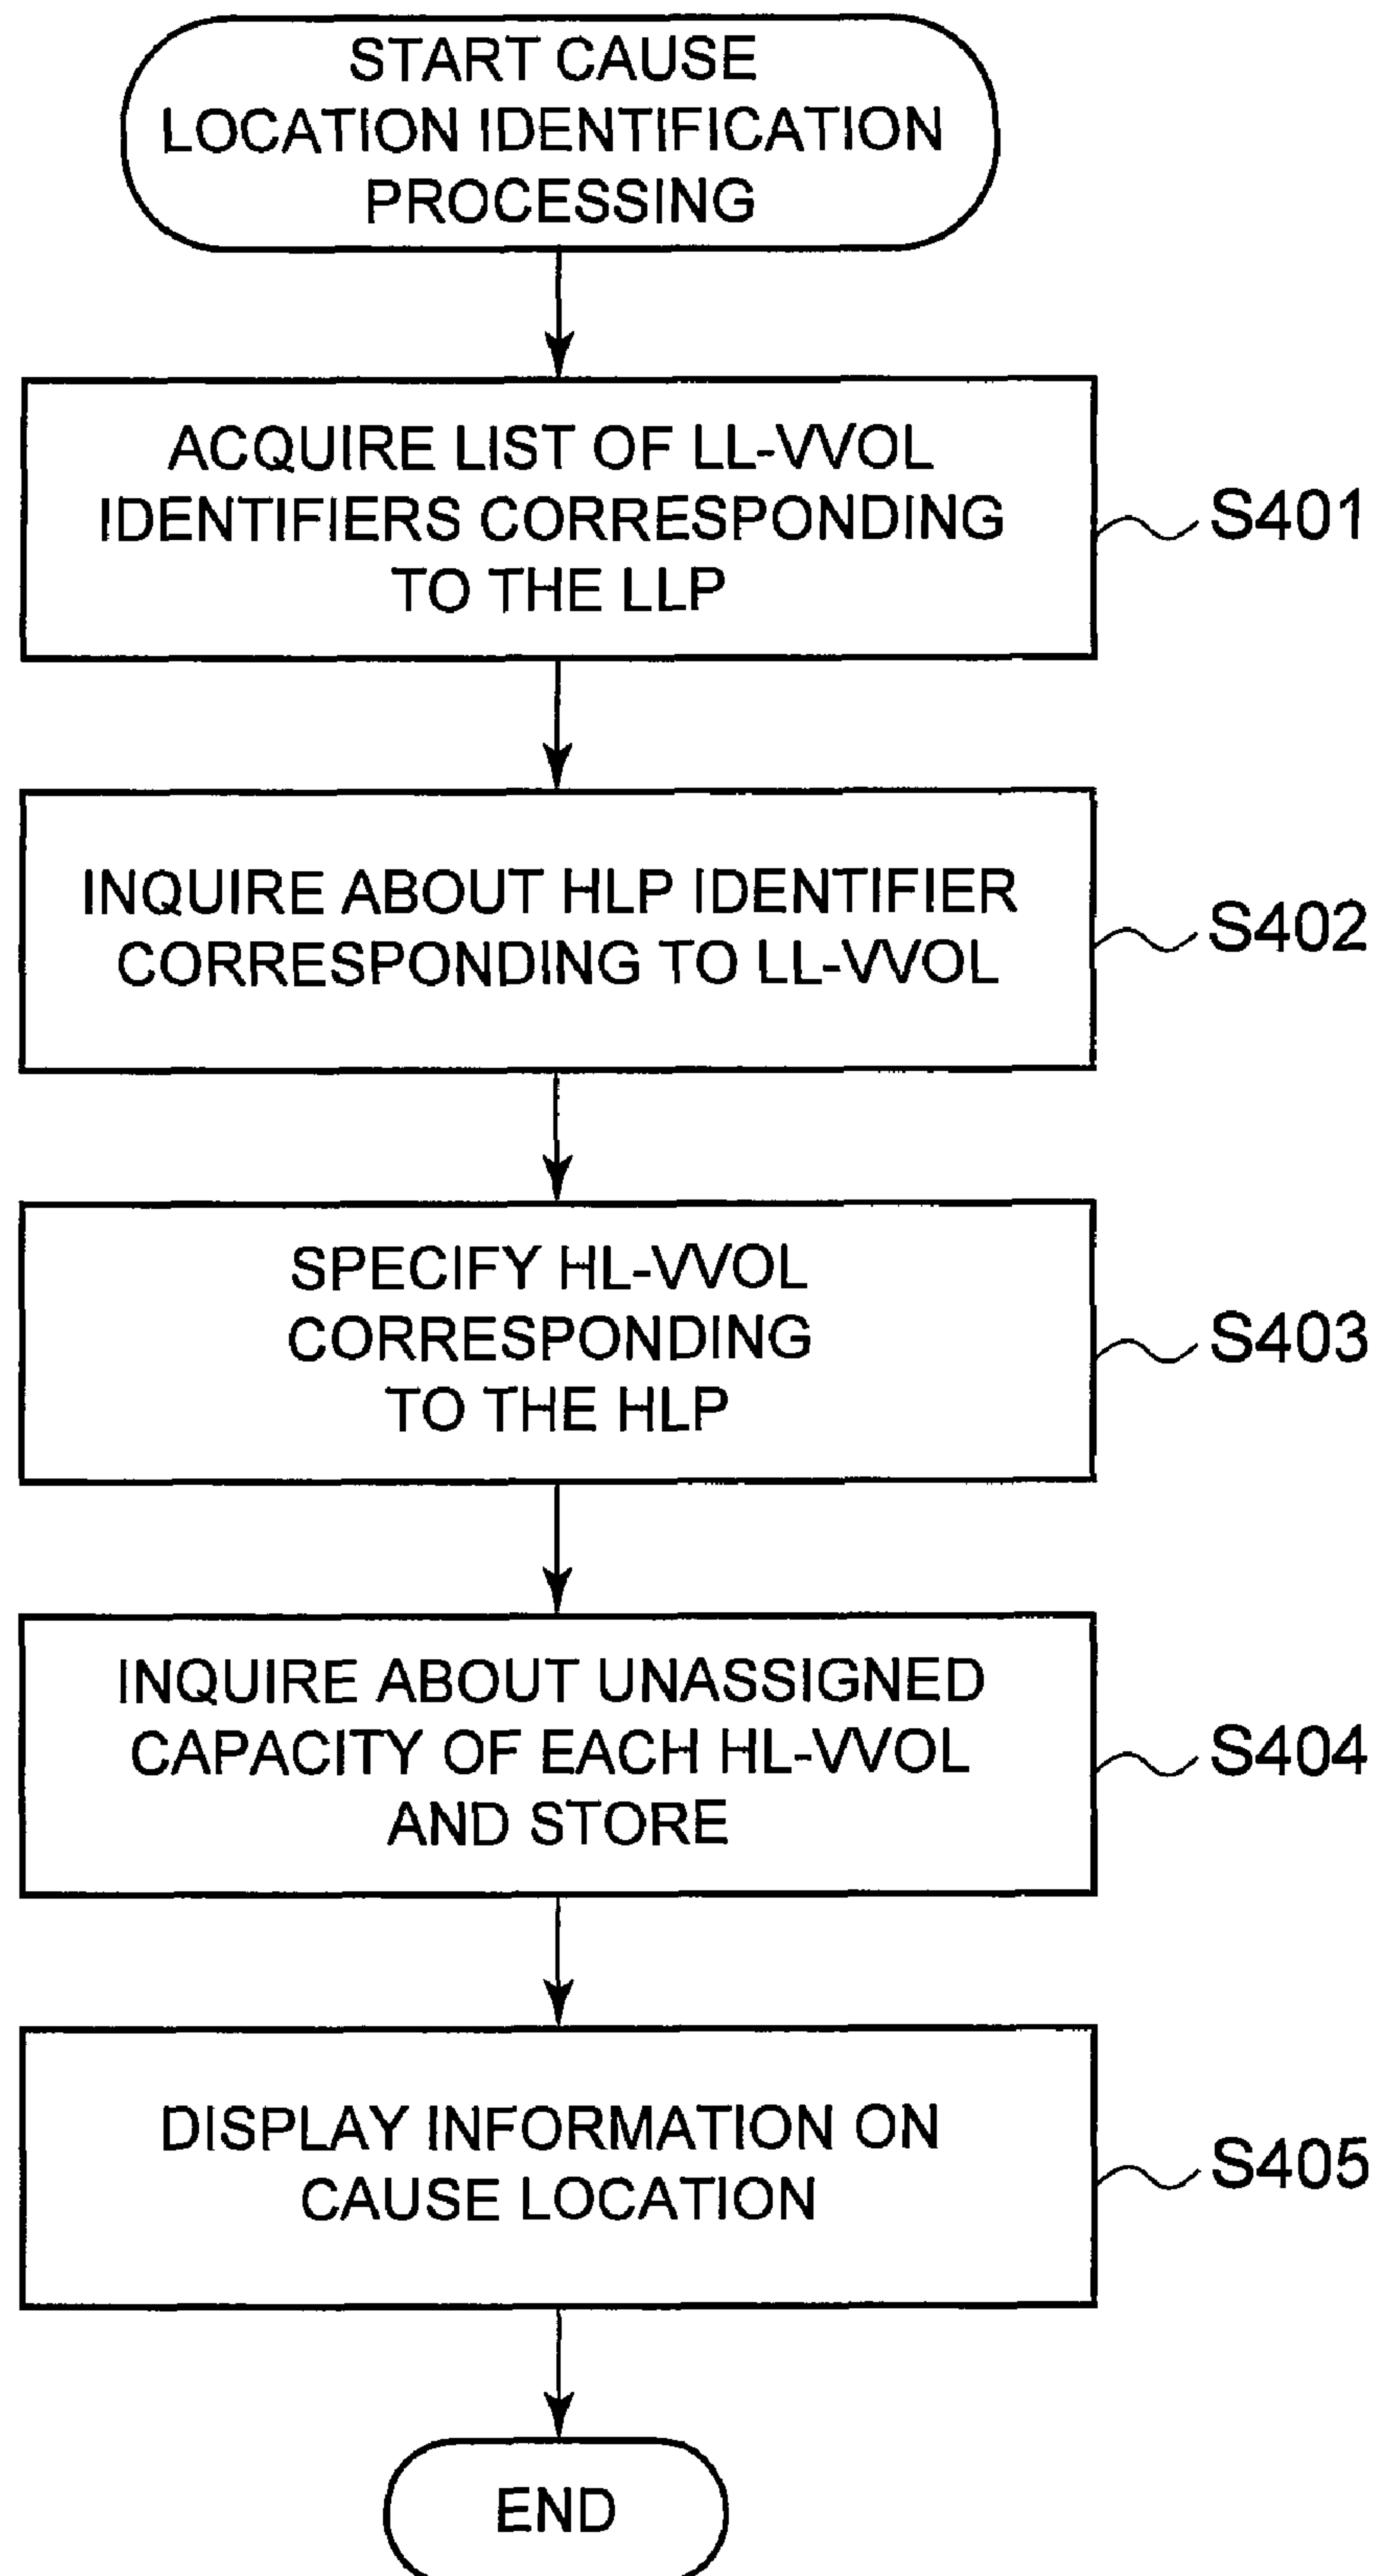 START CAUSE
LOCATION IDENTIFICATION
PROCESSING
ACQUIRE LIST OF LL-VVOL
IDENTIFIERS CORRESPONDING
TO THE LLP
S401
INQUIRE ABOUT HLP IDENTIFIER
CORRESPONDING TO LL-VVOL
S402
SPECIFY HL-VVOL
CORRESPONDING
TO THE HLP
S403
INQUIRE ABOUT UNASSIGNED
CAPACITY OF EACH HL-VVOL
AND STORE
S404
DISPLAY INFORMATION ON
CAUSE LOCATION
S405
END